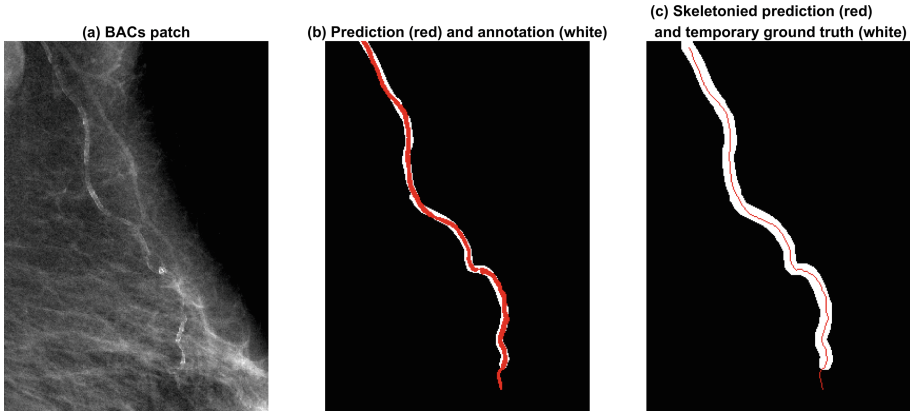 (a) BACs patch
(b) Prediction (red) and annotation (white)
(c) Skeletonied prediction (red)
and temporary ground truth (white)